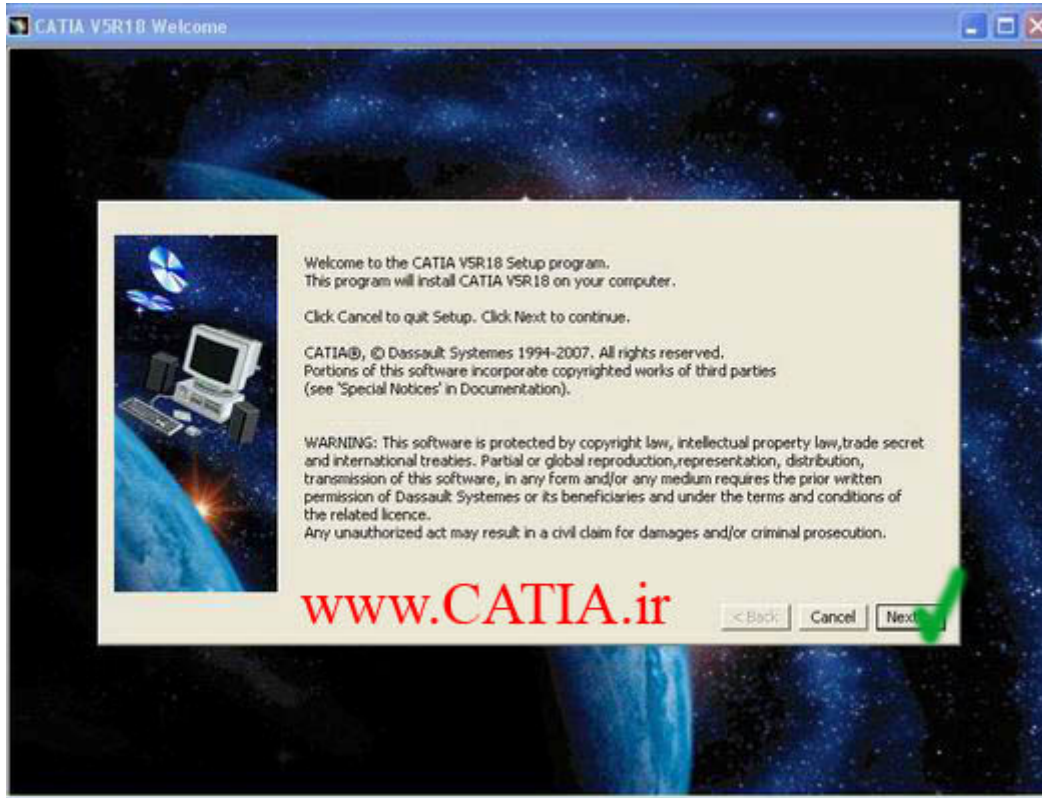 CATIA V5R18 Welcome
Welcome to the CATIA V5R18 Setup program.
This program will install CATIA V5R18 on your computer.
Click Cancel to quit Setup. Click Next to continue.
CATIA®, © Dassault Systemes 1994-2007. All rights reserved.
Portions of this software incorporate copyrighted works of third parties
(see 'Special Notices' in Documentation).
WARNING: This software is protected by copyright law, intellectual property law,trade secret
and international treaties. Partial or global reproduction,representation, distribution,
transmission of this software, in any form and/or any medium requires the prior written
permission of Dassault Systemes or its beneficiaries and under the terms and conditions of
the related licence.
Any unauthorized act may result in a civil claim for damages and/or criminal prosecution.
www.CATIA.ir
< Back Cancel Next